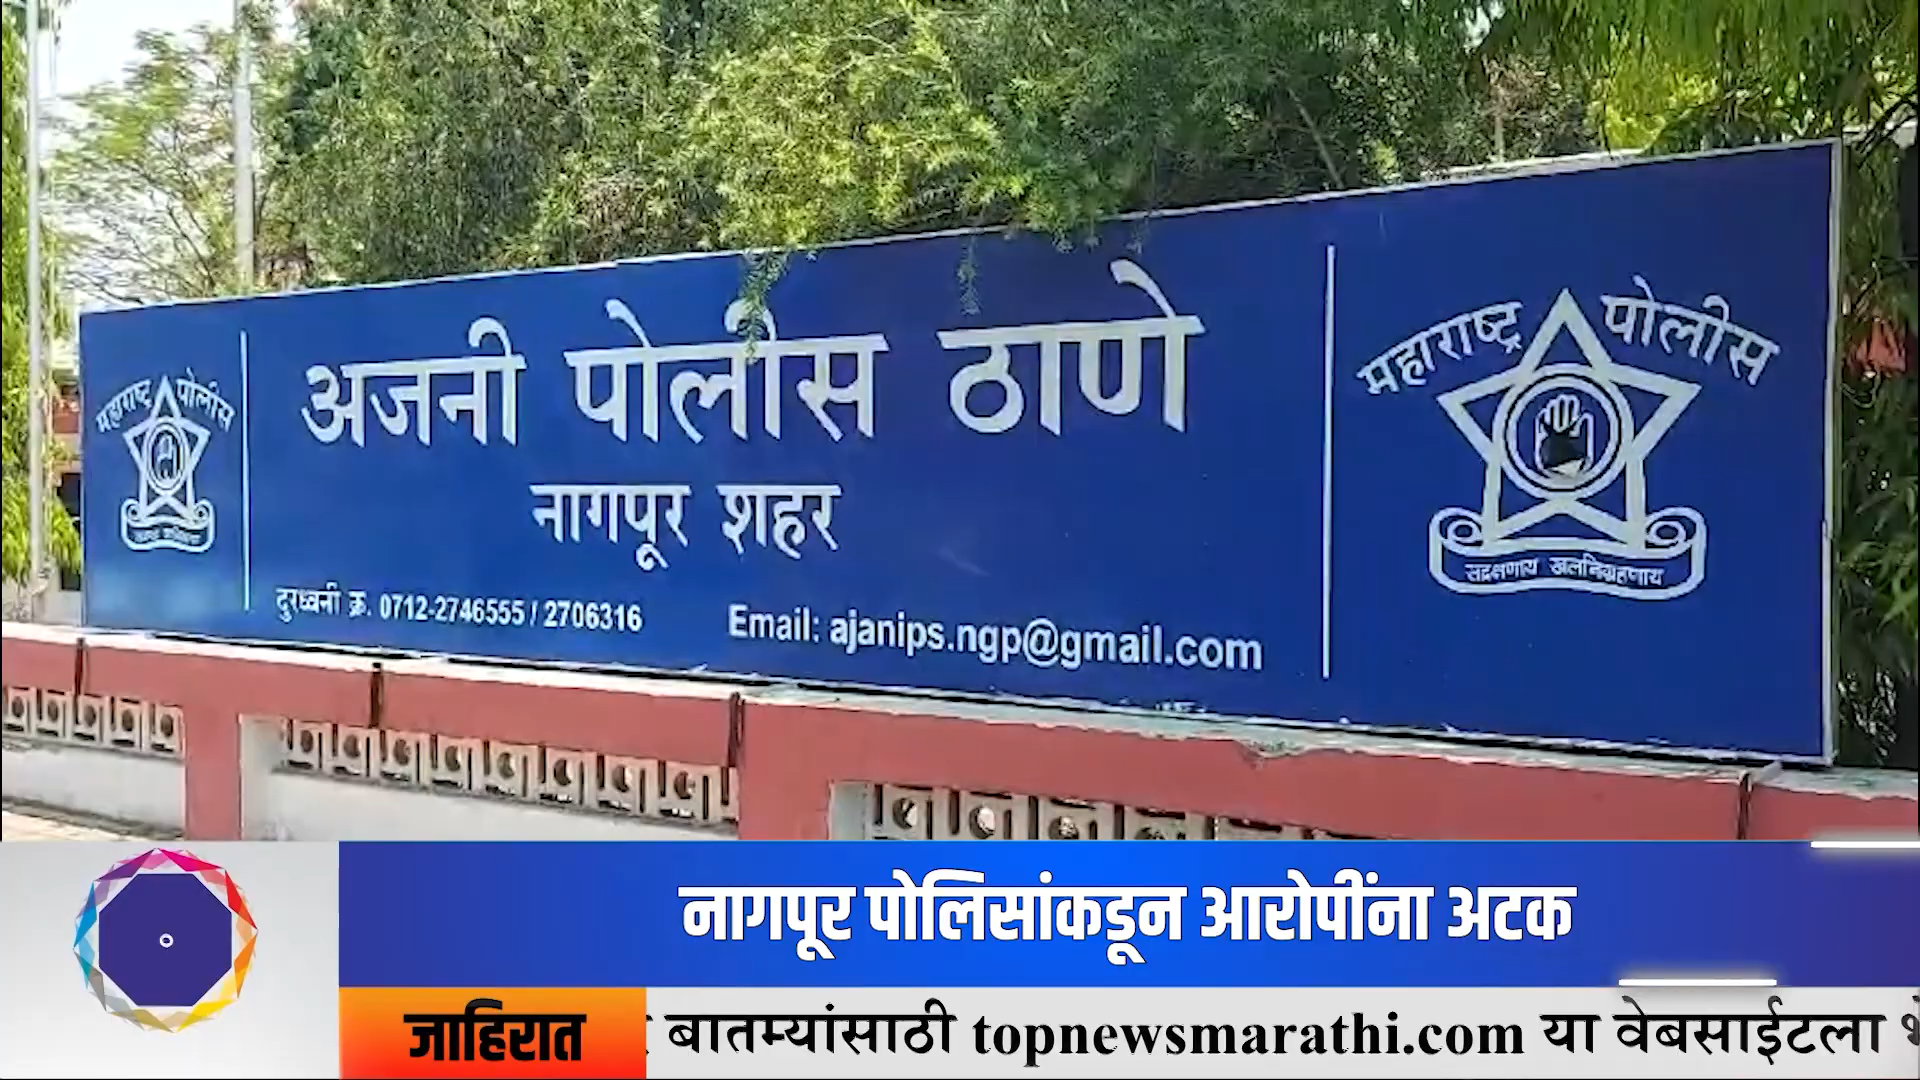 महाराष्ट्र पोलीस
अजनी पोलीस ठाणे
नागपूर शहर
दुरध्वनी क्र. 0712-2746555 / 2706316
Email: ajanips.ngp@gmail.com
महाराष्ट्र पोलीस
सद्रक्षणाय खलनिग्रहणाय
नागपूर पोलिसांकडून आरोपींना अटक
जाहिरात
बातम्यांसाठी topnewsmarathi.com या वेबसाईटला